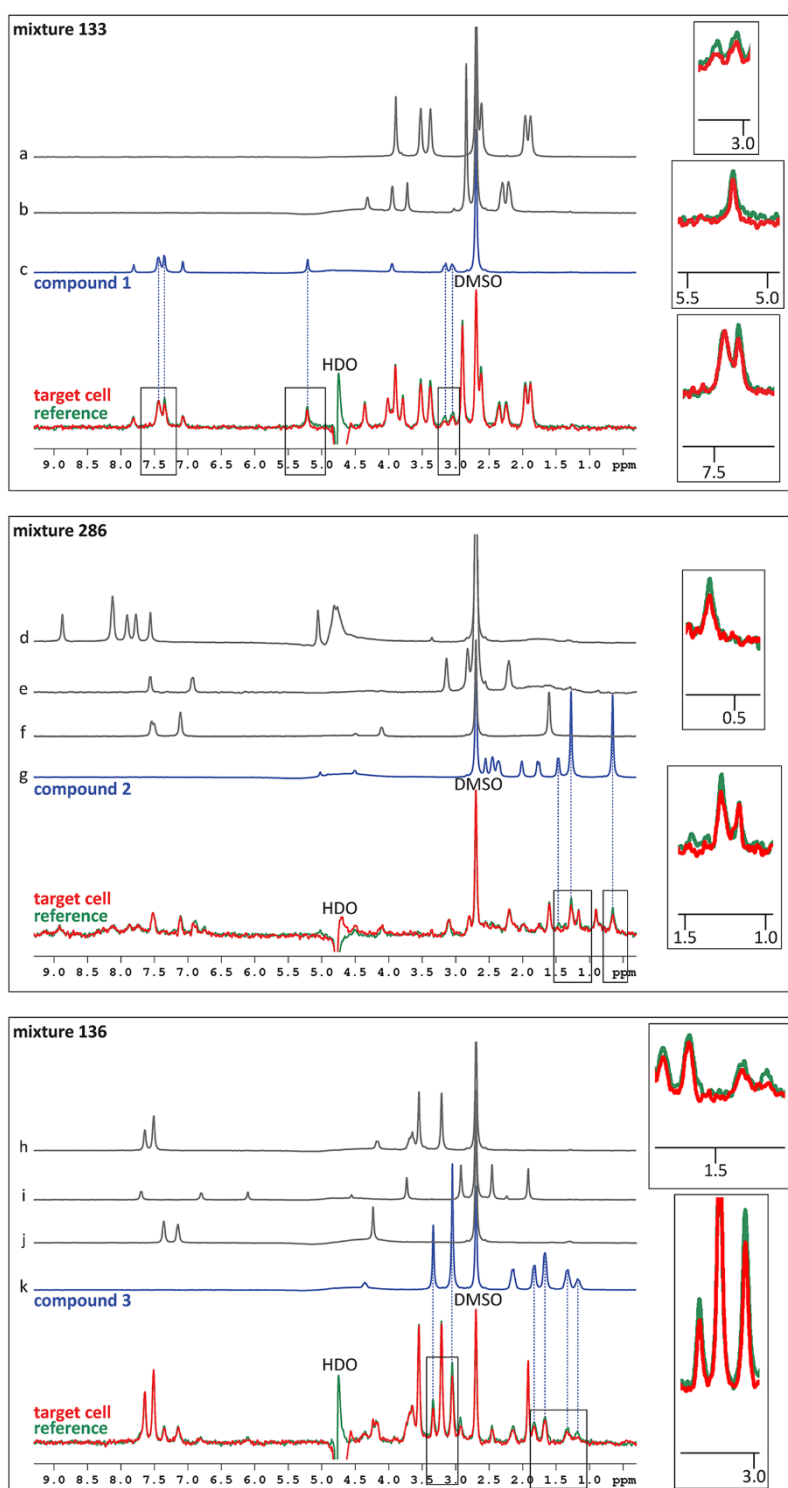 mixture 133
a
b
c
compound 1
DMSO
HDO
target cell
reference
9.0 8.5 8.0 7.5 7.0 6.5 6.0 5.5 5.0 4.5 4.0 3.5 3.0 2.5 2.0 1.5 1.0 ppm
3.0
5.5 5.0
7.5
mixture 286
d
e
f
g
compound 2
DMSO
HDO
target cell
reference
9.0 8.5 8.0 7.5 7.0 6.5 6.0 5.5 5.0 4.5 4.0 3.5 3.0 2.5 2.0 1.5 1.0 ppm
0.5
1.5 1.0
mixture 136
h
i
j
k
compound 3
DMSO
HDO
target cell
reference
9.0 8.5 8.0 7.5 7.0 6.5 6.0 5.5 5.0 4.5 4.0 3.5 3.0 2.5 2.0 1.5 1.0 ppm
1.5
3.0